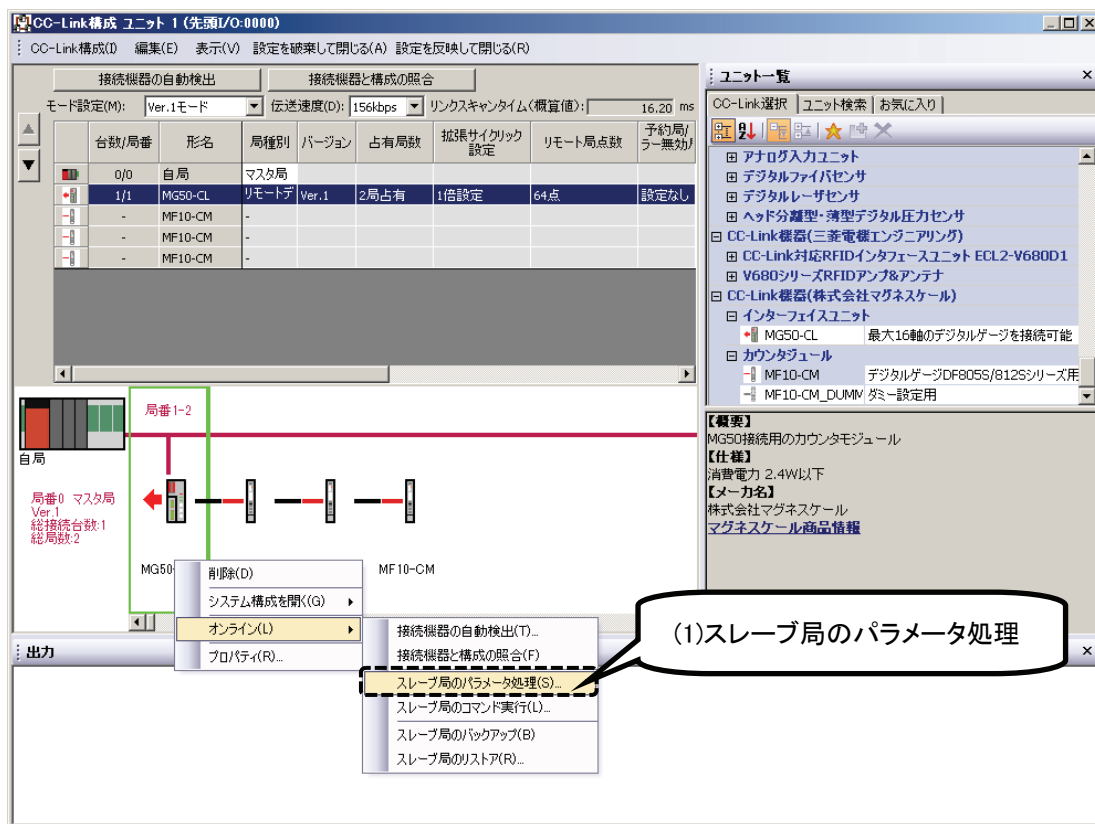 CC-Link構成 ユニット 1 (先頭I/O:0000)
CC-Link構成(I) 編集(E) 表示(V) 設定を破棄して閉じる(A) 設定を反映して閉じる(R)
接続機器の自動検出 接続機器と構成の照合
モード設定(M): Ver.1モード 伝送速度(D): 156kbps リンクスキャンタイム(概算値): 16.20 ms
台数/局番 形名 局種別 バージョン 占有局数 拡張サイクリック設定 リモート局点数 予約局/
ラー無効
0/0 自局 マスタ局
1/1 MG50-CL リモートデ Ver.1 2局占有 1倍設定 64点 設定なし
- MF10-CM -
- MF10-CM -
- MF10-CM -
局番1-2
自局
局番0 マスタ局
Ver.1
総接続台数:1
総局数:2
MG50- MF10-CM
削除(D)
システム構成を開く(G)
オンライン(L)
プロパティ(R)...
接続機器の自動検出(T)...
接続機器と構成の照合(F)
スレーブ局のパラメータ処理(S)...
スレーブ局のコマンド実行(L)...
スレーブ局のバックアップ(B)
スレーブ局のリストア(R)...
(1)スレーブ局のパラメータ処理
ユニット一覧
CC-Link選択 ユニット検索 お気に入り
アナログ入力ユニット
デジタルファイバセンサ
デジタルレーザセンサ
ヘッド分離型・薄型デジタル圧力センサ
CC-Link機器(三菱電機エンジニアリング)
CC-Link対応RFIDインタフェースユニット ECL2-V680D1
V680シリーズRFIDアンプ&アンテナ
CC-Link機器(株式会社マグネスケール)
インターフェイスユニット
MG50-CL 最大16軸のデジタルゲージを接続可能
カウンタジュール
MF10-CM デジタルゲージDF805S/812Sシリーズ用
MF10-CM_DUMM ダミー設定用
【概要】
MG50接続用のカウンタモジュール
【仕様】
消費電力 2.4W以下
【メーカ名】
株式会社マグネスケール
マグネスケール商品情報
出力